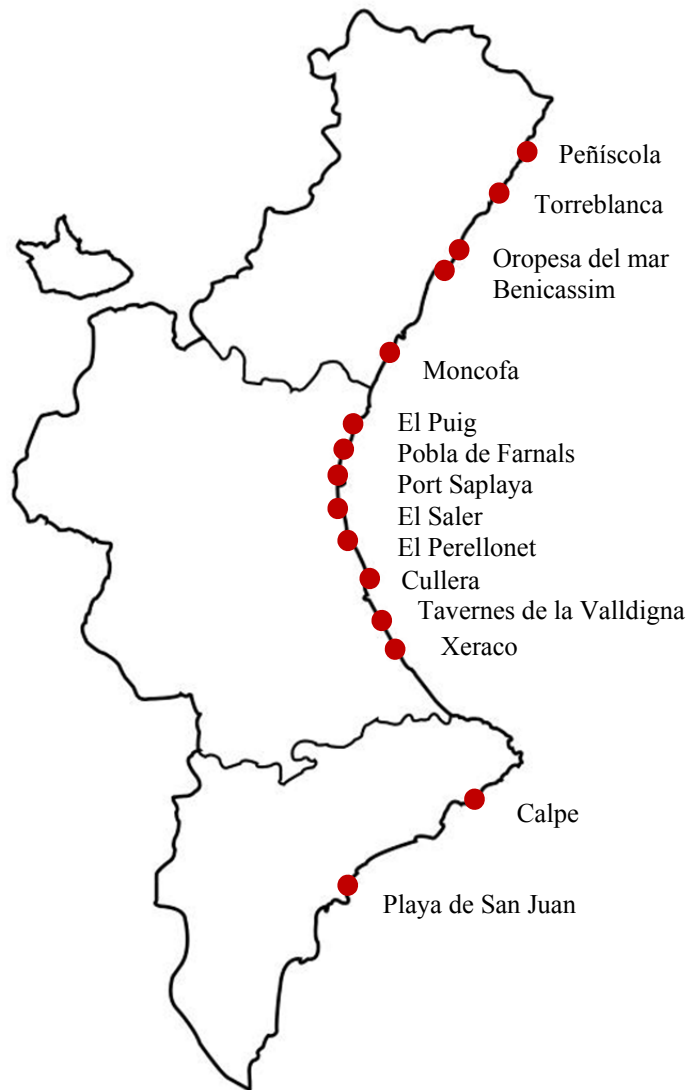 Peñíscola
Torreblanca
Oropesa del mar
Benicassim
Moncofa
El Puig
Pobla de Farnals
Port Saplaya
El Saler
El Perellonet
Cullera
Tavernes de la Valldigna
Xeraco
Calpe
Playa de San Juan